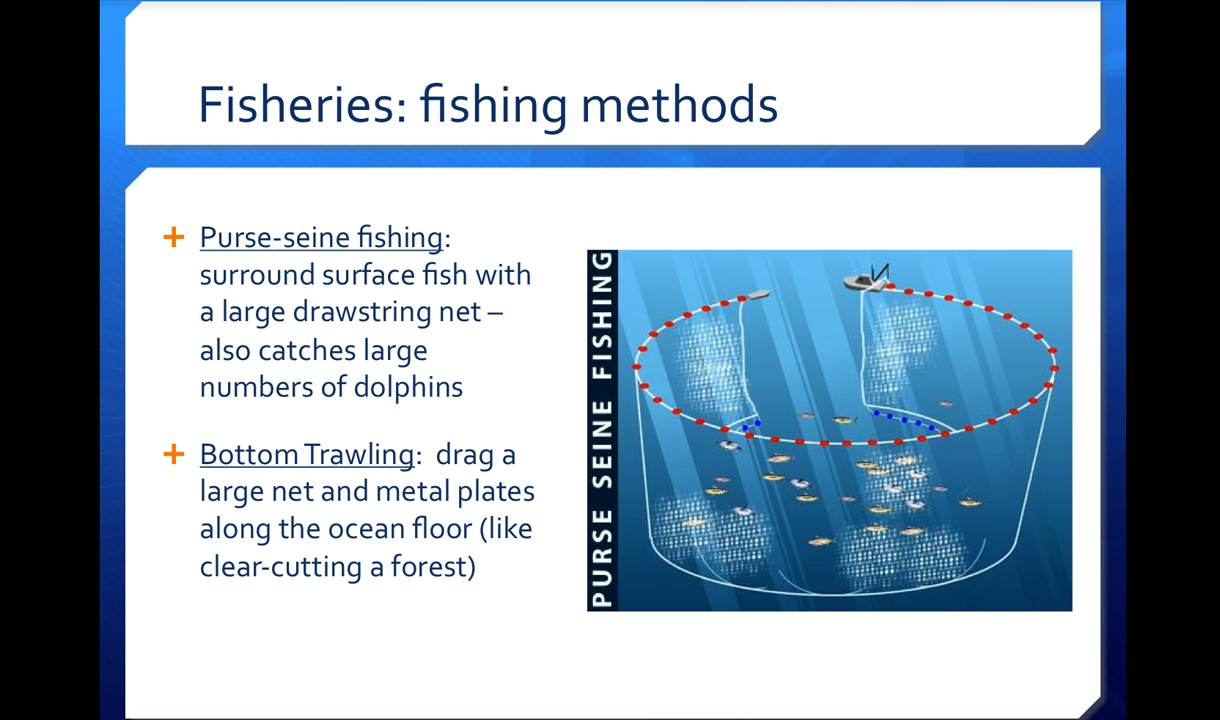 Fisheries: fishing methods
+ Purse-seine fishing:
surround surface fish with
a large drawstring net –
also catches large
numbers of dolphins
+ Bottom Trawling:  drag a
large net and metal plates
along the ocean floor (like
clear-cutting a forest)
PURSE SEINE FISHING